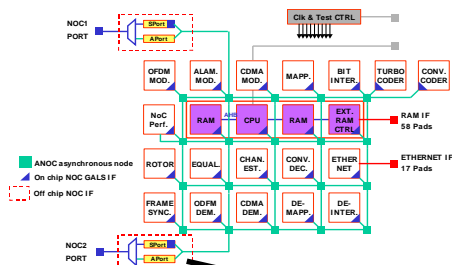 NOC1
PORT
SPort
APort
Clk & Test CTRL
OFDM
MOD.
ALAM.
MOD.
CDMA
MOD.
MAPP.
BIT
INTER.
TURBO
CODER
CONV.
CODER
NoC
Perf.
RAM
AHB
CPU
RAM
EXT.
RAM
CTRL
RAM IF
58 Pads
ROTOR
EQUAL.
CHAN.
EST.
CONV.
DEC.
ETHER
NET
ETHERNET IF
17 Pads
ANOC asynchronous node
On chip NOC GALS IF
Off chip NOC IF
FRAME
SYNC.
ODFM
DEM.
CDMA
DEM.
DE-
MAPP.
DE-
INTER.
NOC2
PORT
SPort
APort